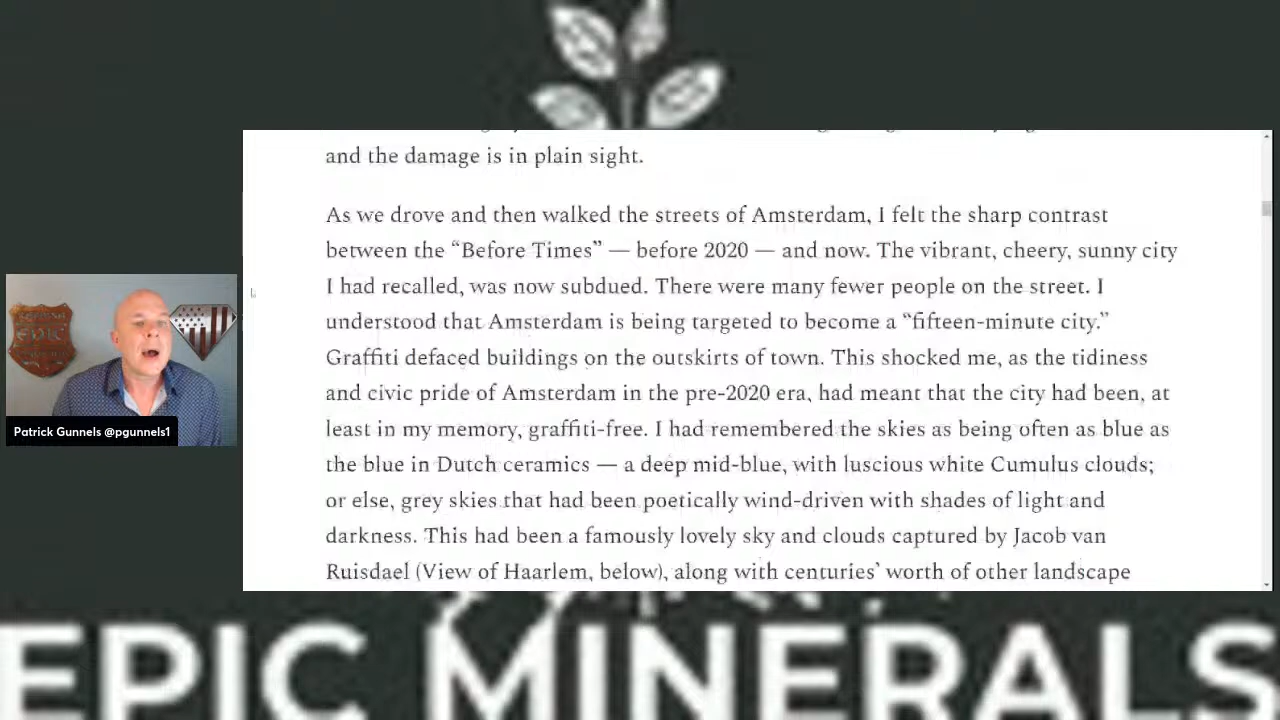 and the damage is in plain sight.
As we drove and then walked the streets of Amsterdam, I felt the sharp contrast
between the “Before Times” — before 2020 — and now. The vibrant, cheery, sunny city
I had recalled, was now subdued. There were many fewer people on the street. I
understood that Amsterdam is being targeted to become a “fifteen-minute city.”
Graffiti defaced buildings on the outskirts of town. This shocked me, as the tidiness
and civic pride of Amsterdam in the pre-2020 era, had meant that the city had been, at
least in my memory, graffiti-free. I had remembered the skies as being often as blue as
the blue in Dutch ceramics — a deep mid-blue, with luscious white Cumulus clouds;
or else, grey skies that had been poetically wind-driven with shades of light and
darkness. This had been a famously lovely sky and clouds captured by Jacob van
Ruisdael (View of Haarlem, below), along with centuries’ worth of other landscape
EPIC
Patrick Gunnels @pgunnels1
EPIC MINERALS